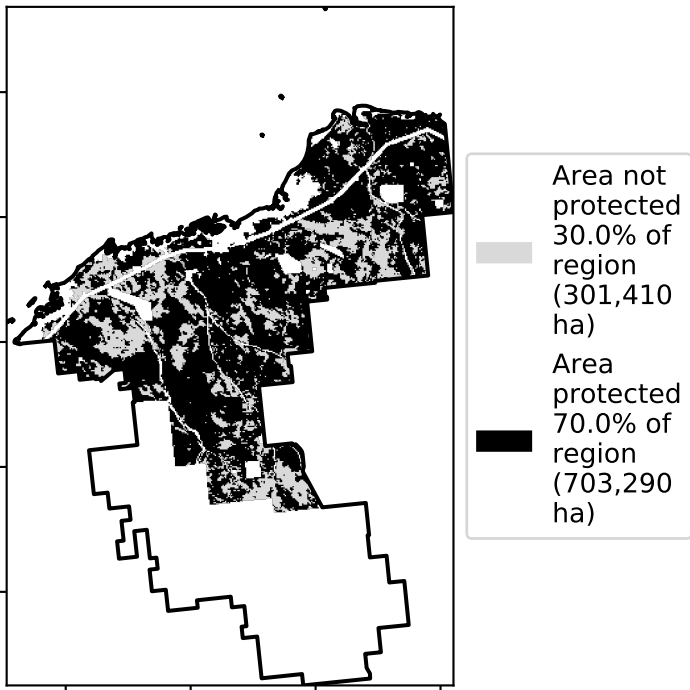 Area not
protected
30.0% of
region
(301,410
ha)
Area
protected
70.0% of
region
(703,290
ha)